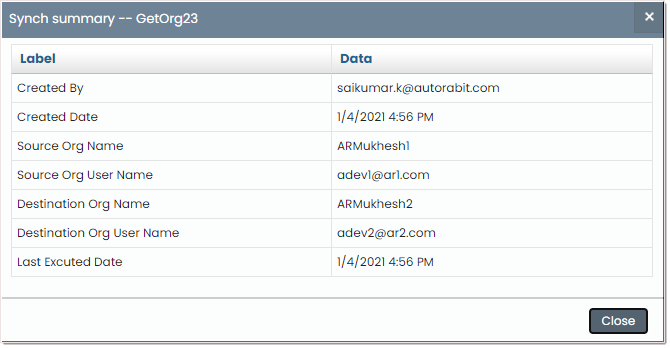 Synch summary -- GetOrg23 ×
Label Data
Created By saikumar.k@autorabit.com
Created Date 1/4/2021 4:56 PM
Source Org Name ARMukhesh1
Source Org User Name adev1@ar1.com
Destination Org Name ARMukhesh2
Destination Org User Name adev2@ar2.com
Last Excuted Date 1/4/2021 4:56 PM
Close